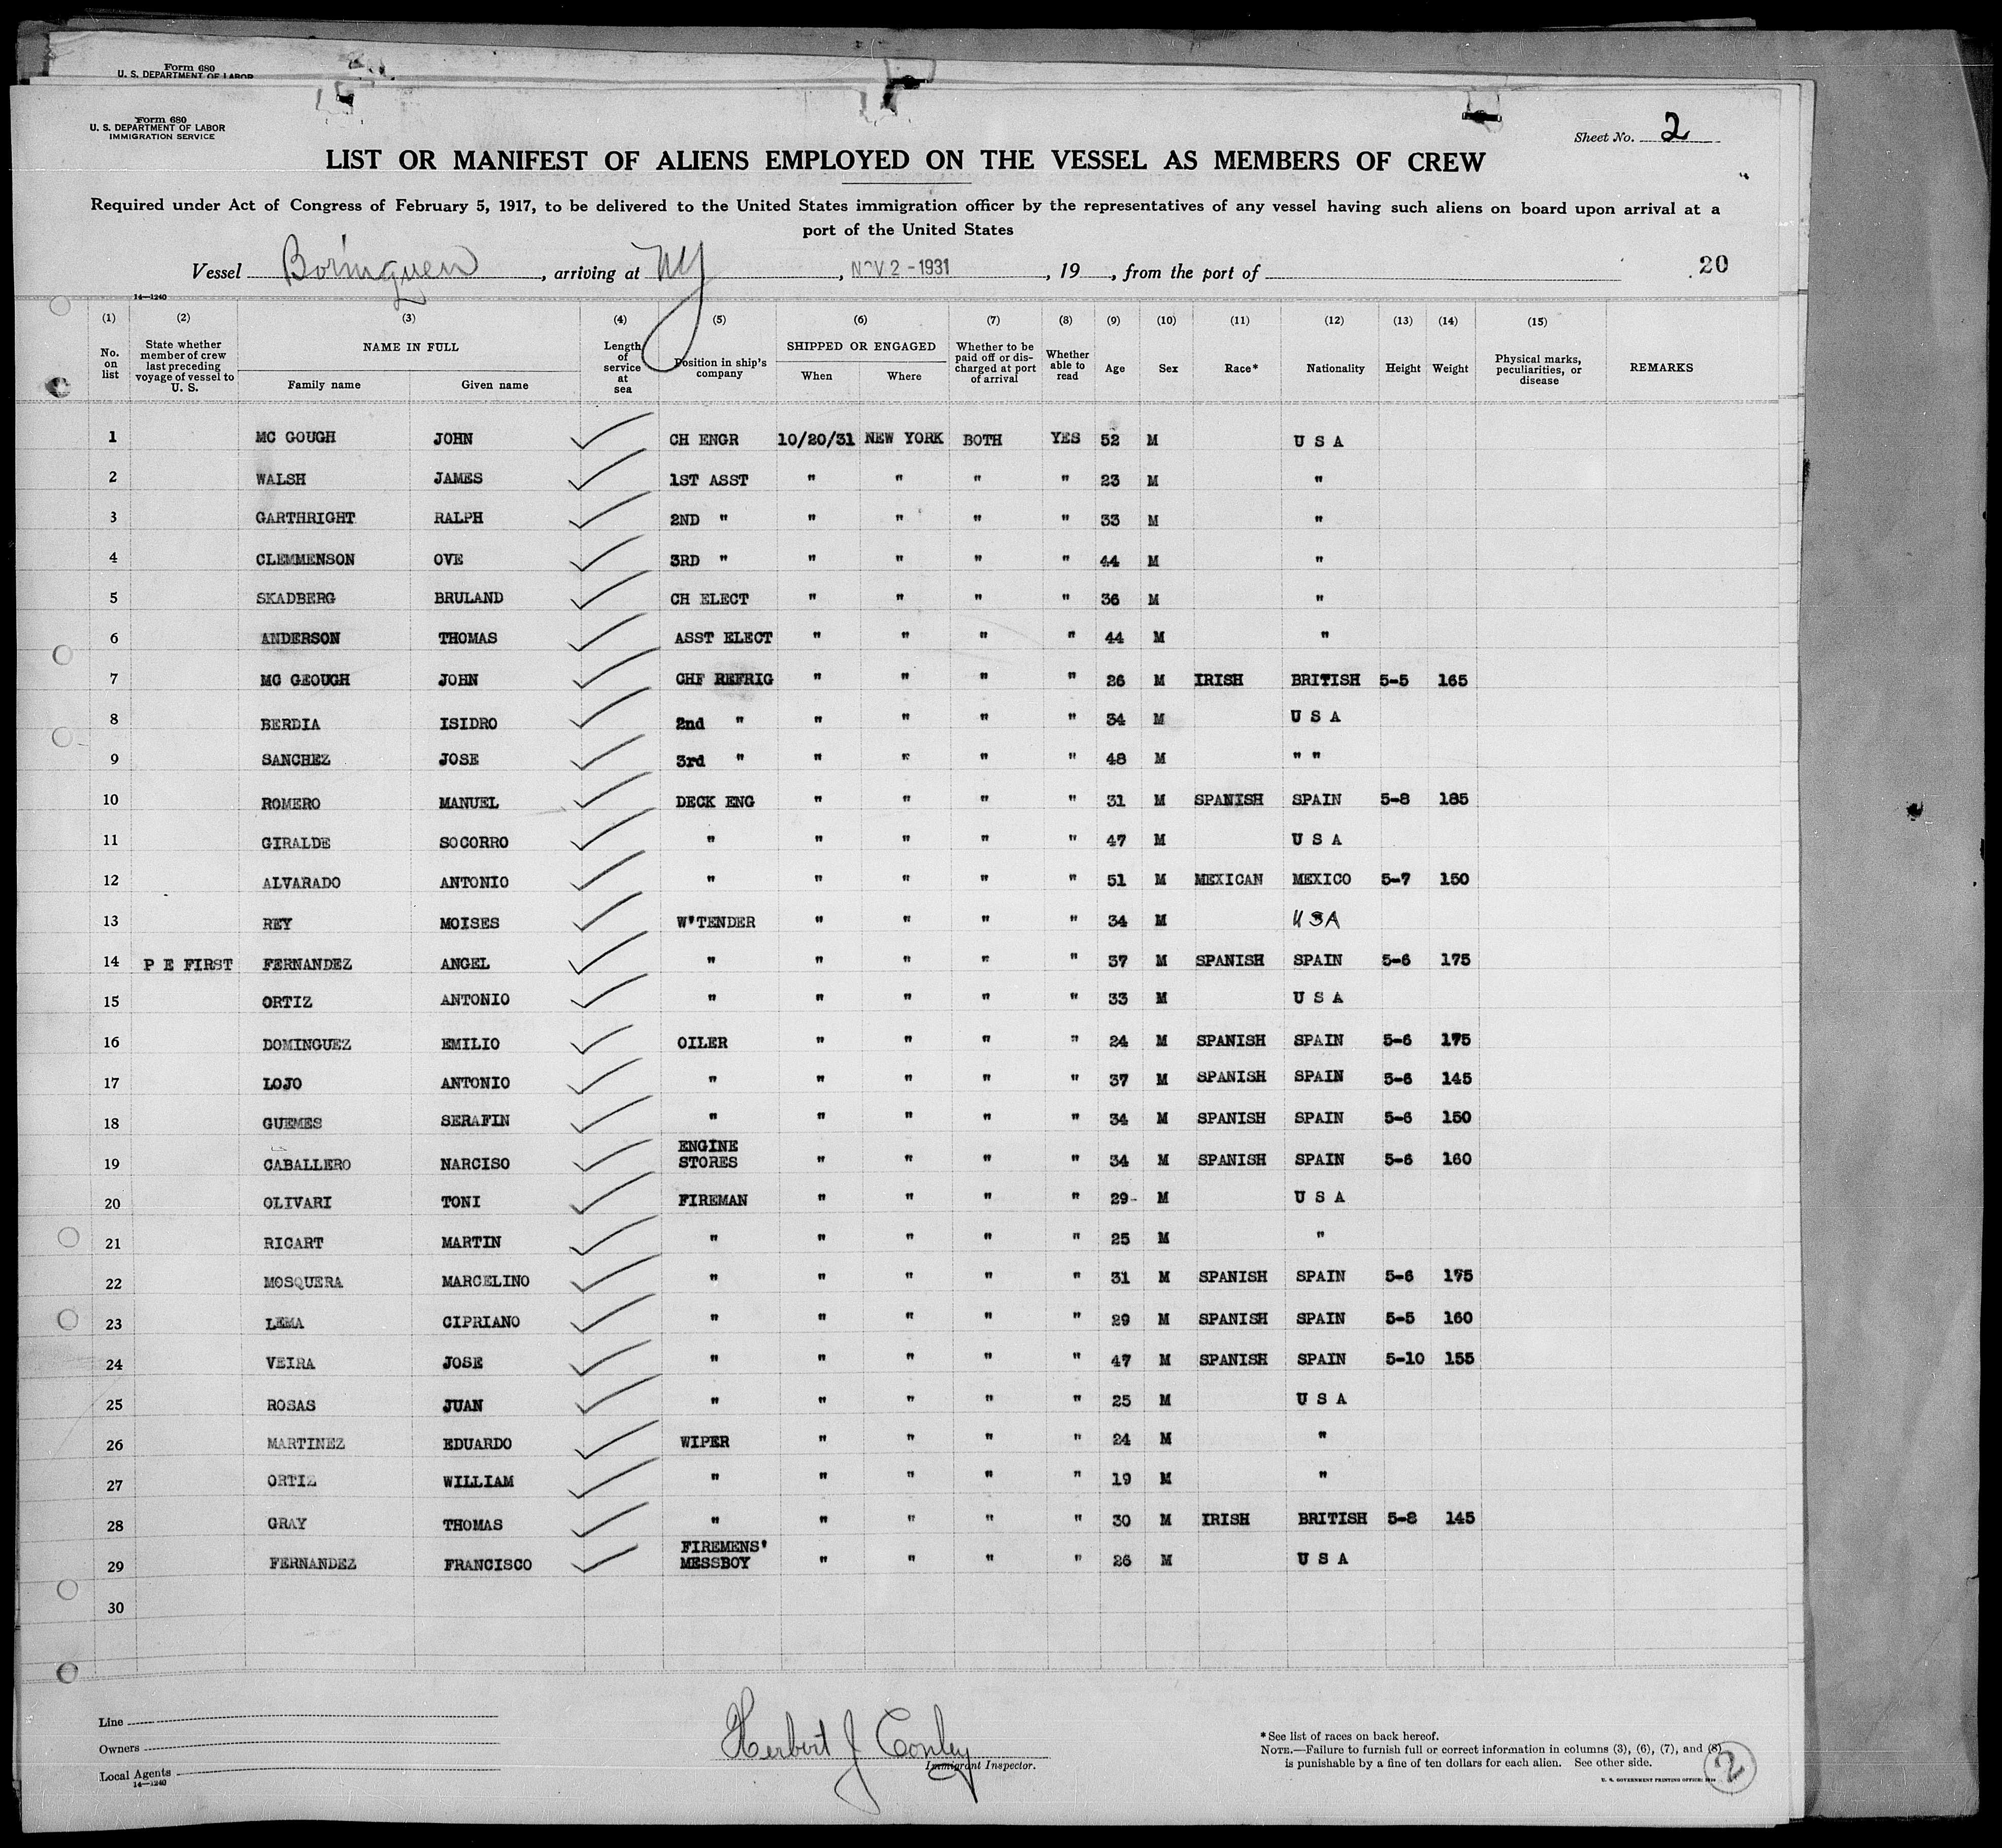 Form 680
U. S. DEPARTMENT OF LABOR
Form 680
U. S. DEPARTMENT OF LABOR
IMMIGRATION SERVICE
Sheet No. 2
LIST OR MANIFEST OF ALIENS EMPLOYED ON THE VESSEL AS MEMBERS OF CREW
Required under Act of Congress of February 5, 1917, to be delivered to the United States immigration officer by the representatives of any vessel having such aliens on board upon arrival at a
port of the United States
Vessel Borinquen, arriving at NY, NOV 2 - 1931, 19 , from the port of
20
14—1240
(1) (2) (3) (4) (5) (6) (7) (8) (9) (10) (11) (12) (13) (14) (15)
No. on list
State whether member of crew last preceding voyage of vessel to U. S.
NAME IN FULL
Family name Given name
Length of service at sea
Position in ship's company
SHIPPED OR ENGAGED
When Where
Whether to be paid off or discharged at port of arrival
Whether able to read
Age Sex Race* Nationality Height Weight
Physical marks, peculiarities, or disease
REMARKS
1 MC GOUGH JOHN CH ENGR 10/20/31 NEW YORK BOTH YES 52 M U S A
2 WALSH JAMES 1ST ASST " " " " 23 M "
3 GARTHRIGHT RALPH 2ND " " " " " 33 M "
4 CLEMMENSON OVE 3RD " " " " " 44 M "
5 SKADBERG BRULAND CH ELECT " " " " 36 M "
6 ANDERSON THOMAS ASST ELECT " " " " 44 M "
7 MC GEOUGH JOHN CHF REFRIG " " " " 26 M IRISH BRITISH 5-5 165
8 BERDIA ISIDRO 2nd " " " " " 34 M U S A
9 SANCHEZ JOSE 3rd " " " " " 48 M " "
10 ROMERO MANUEL DECK ENG " " " " 31 M SPANISH SPAIN 5-8 185
11 GIRALDE SOCORRO " " " " " 47 M U S A
12 ALVARADO ANTONIO " " " " " 51 M MEXICAN MEXICO 5-7 150
13 REY MOISES W'TENDER " " " " 34 M USA
14 P E FIRST FERNANDEZ ANGEL " " " " " 37 M SPANISH SPAIN 5-6 175
15 ORTIZ ANTONIO " " " " " 33 M U S A
16 DOMINGUEZ EMILIO OILER " " " " 24 M SPANISH SPAIN 5-6 175
17 LOJO ANTONIO " " " " " 37 M SPANISH SPAIN 5-6 145
18 GUEMES SERAFIN " " " " " 34 M SPANISH SPAIN 5-6 150
19 CABALLERO NARCISO ENGINE STORES " " " " 34 M SPANISH SPAIN 5-6 160
20 OLIVARI TONI FIREMAN " " " " 29- M U S A
21 RICART MARTIN " " " " " 25 M "
22 MOSQUERA MARCELINO " " " " " 31 M SPANISH SPAIN 5-6 175
23 LEMA CIPRIANO " " " " " 29 M SPANISH SPAIN 5-5 160
24 VEIRA JOSE " " " " " 47 M SPANISH SPAIN 5-10 155
25 ROSAS JUAN " " " " " 25 M U S A
26 MARTINEZ EDUARDO WIPER " " " " 24 M "
27 ORTIZ WILLIAM " " " " " 19 M "
28 GRAY THOMAS " " " " " 30 M IRISH BRITISH 5-8 145
29 FERNANDEZ FRANCISCO FIREMENS' MESSBOY " " " " 26 M U S A
30
Line
Owners
Local Agents
14—1240
Herbert J Conley
Immigrant Inspector.
*See list of races on back hereof.
NOTE.—Failure to furnish full or correct information in columns (3), (6), (7), and (8)
is punishable by a fine of ten dollars for each alien. See other side.
U. S. GOVERNMENT PRINTING OFFICE:
2